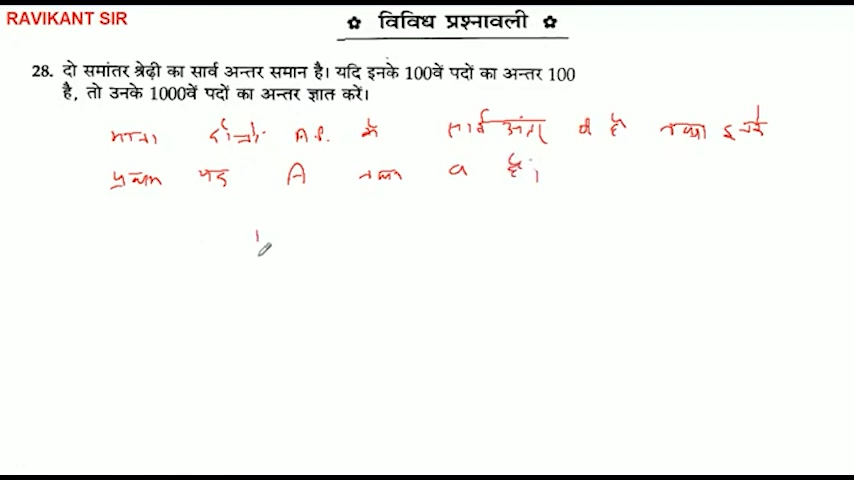 RAVIKANT SIR
✿ विविध प्रश्नावली ✿
28. दो समांतर श्रेढ़ी का सार्व अन्तर समान है। यदि इनके 100वें पदों का अन्तर 100
है, तो उनके 1000वें पदों का अन्तर ज्ञात करें।
माना दोनों A.P. के सार्व अंतर d है तथा इनके
प्रथम पद A तथा a है।